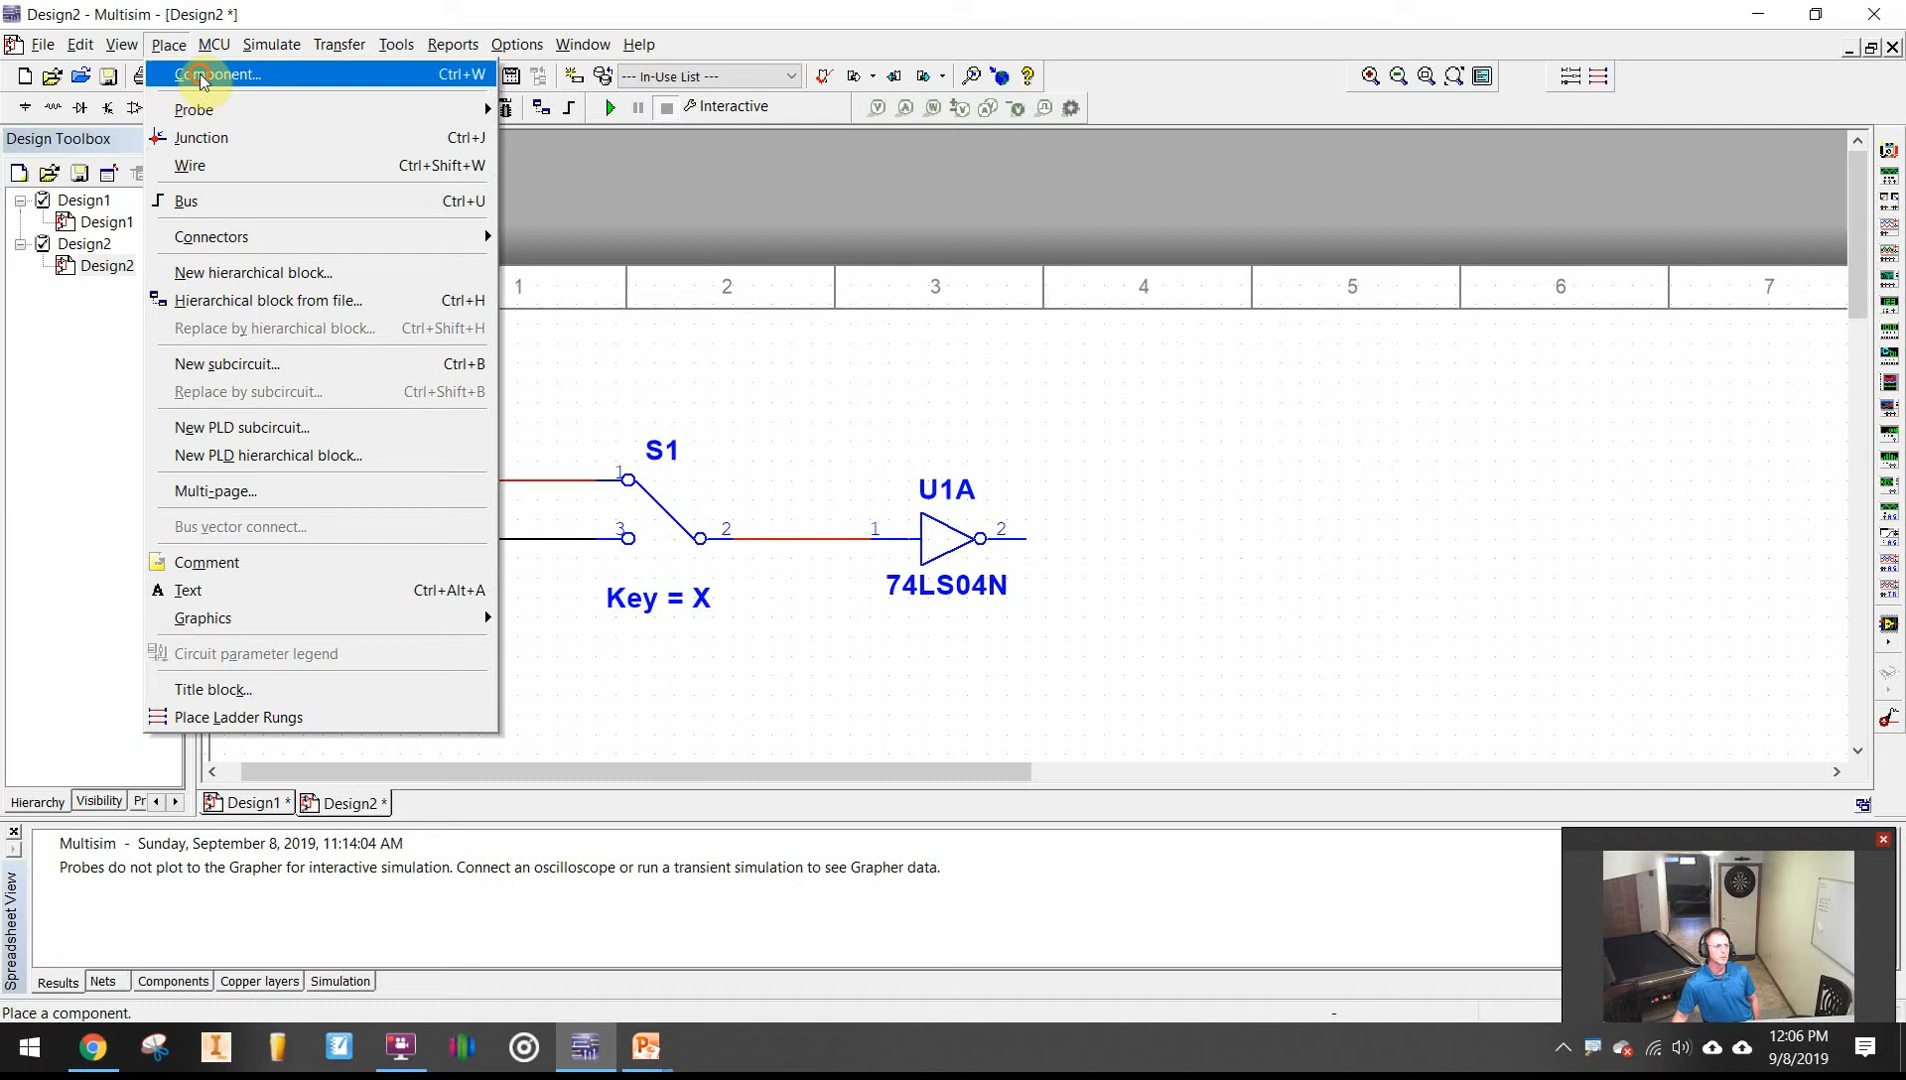 Design2 - Multisim - [Design2 *]
File Edit View Place MCU Simulate Transfer Tools Reports Options Window Help
Component... Ctrl+W
--- In-Use List ---
Probe
Interactive
Junction Ctrl+J
Design Toolbox
Wire Ctrl+Shift+W
Bus Ctrl+U
Design1
Design1
Design2
Design2
Connectors
New hierarchical block...
Hierarchical block from file... Ctrl+H
Replace by hierarchical block... Ctrl+Shift+H
New subcircuit... Ctrl+B
Replace by subcircuit... Ctrl+Shift+B
New PLD subcircuit...
New PLD hierarchical block...
Multi-page...
Bus vector connect...
Comment
Text Ctrl+Alt+A
Graphics
Circuit parameter legend
Title block...
Place Ladder Rungs
1 2 3 4 5 6 7
S1
1
3
2
Key = X
U1A
1
2
74LS04N
Hierarchy Visibility Pr
Design1 * Design2 *
Spreadsheet View
Multisim - Sunday, September 8, 2019, 11:14:04 AM
Probes do not plot to the Grapher for interactive simulation. Connect an oscilloscope or run a transient simulation to see Grapher data.
Results Nets Components Copper layers Simulation
Place a component.
-
12:06 PM
9/8/2019